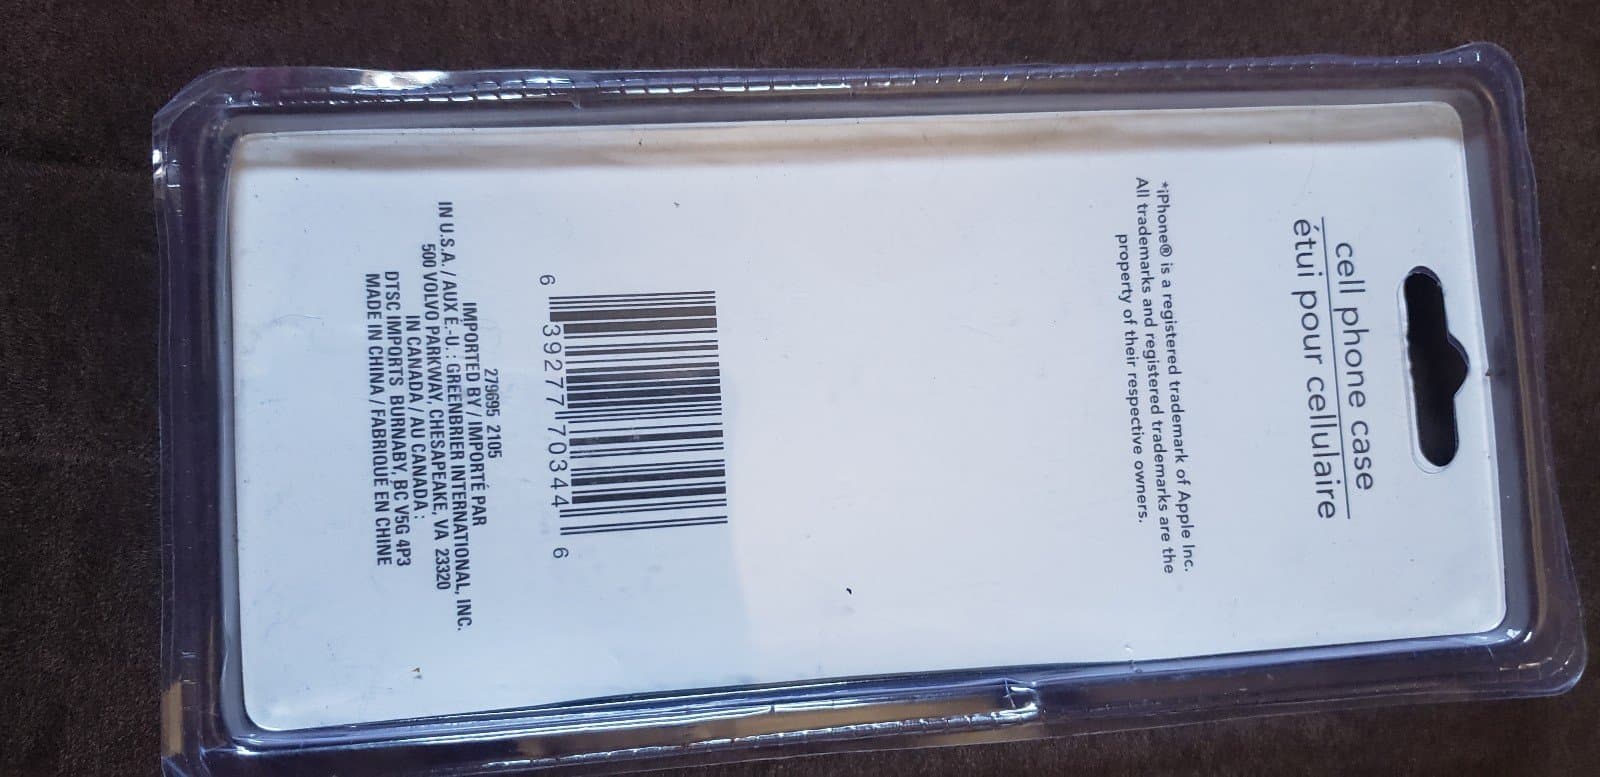 cell phone case
étui pour cellulaire
*iPhone® is a registered trademark of Apple Inc.
All trademarks and registered trademarks are the
property of their respective owners.
6 39277 70344 6
279695 2105
IMPORTED BY / IMPORTÉ PAR
IN U.S.A. / AUX É.-U. : GREENBRIER INTERNATIONAL, INC.
500 VOLVO PARKWAY, CHESAPEAKE, VA 23320
IN CANADA / AU CANADA :
DTSC IMPORTS BURNABY, BC V5G 4P3
MADE IN CHINA / FABRIQUÉ EN CHINE